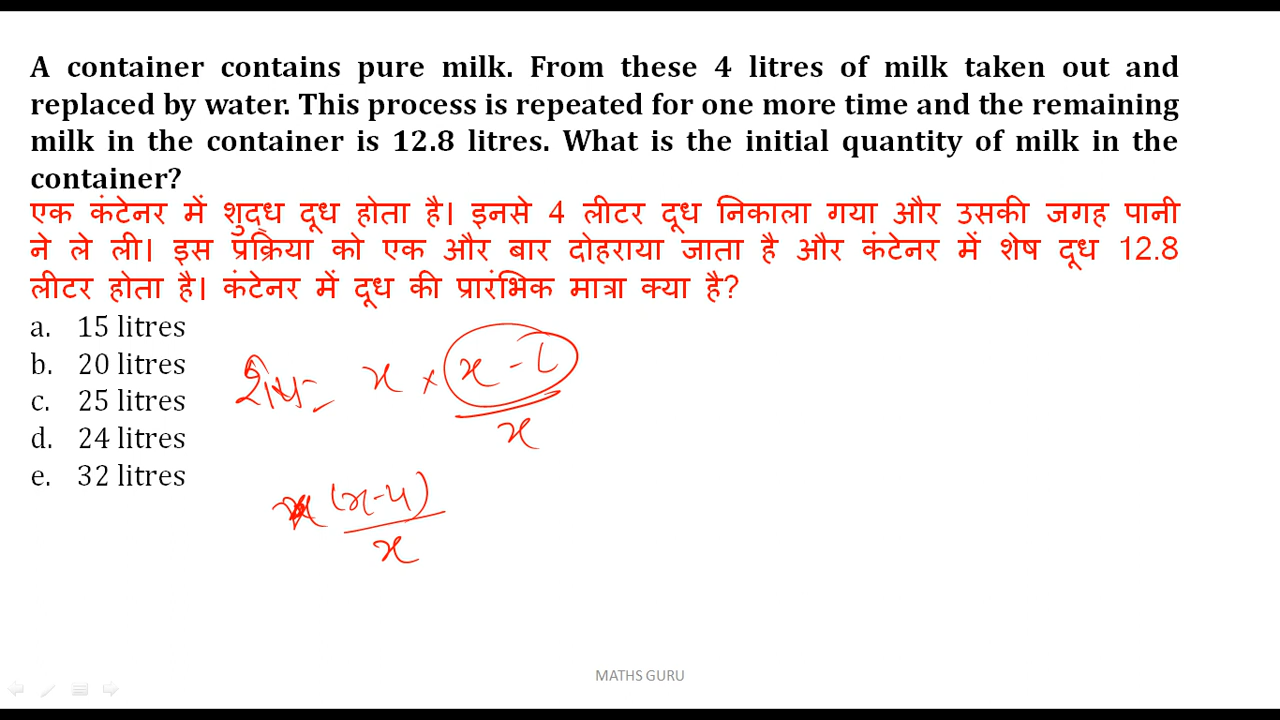 A container contains pure milk. From these 4 litres of milk taken out and
replaced by water. This process is repeated for one more time and the remaining
milk in the container is 12.8 litres. What is the initial quantity of milk in the
container?
एक कंटेनर में शुद्ध दूध होता है। इनसे 4 लीटर दूध निकाला गया और उसकी जगह पानी
ने ले ली। इस प्रक्रिया को एक और बार दोहराया जाता है और कंटेनर में शेष दूध 12.8
लीटर होता है। कंटेनर में दूध की प्रारंभिक मात्रा क्या है?
a. 15 litres
b. 20 litres
c. 25 litres
d. 24 litres
e. 32 litres
शेष = x × (x - L) / x
x (x-4) / x
MATHS GURU